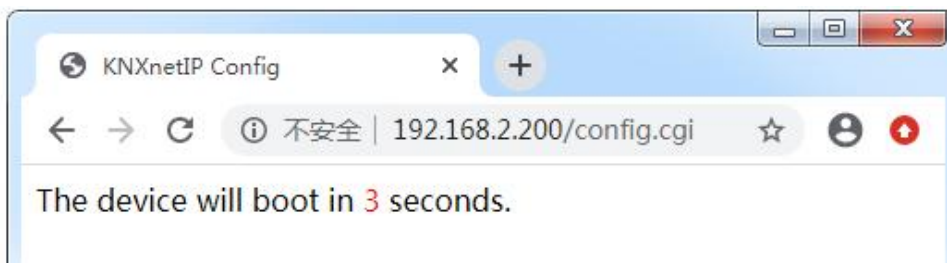 KNXnetIP Config
不安全 | 192.168.2.200/config.cgi
The device will boot in 3 seconds.